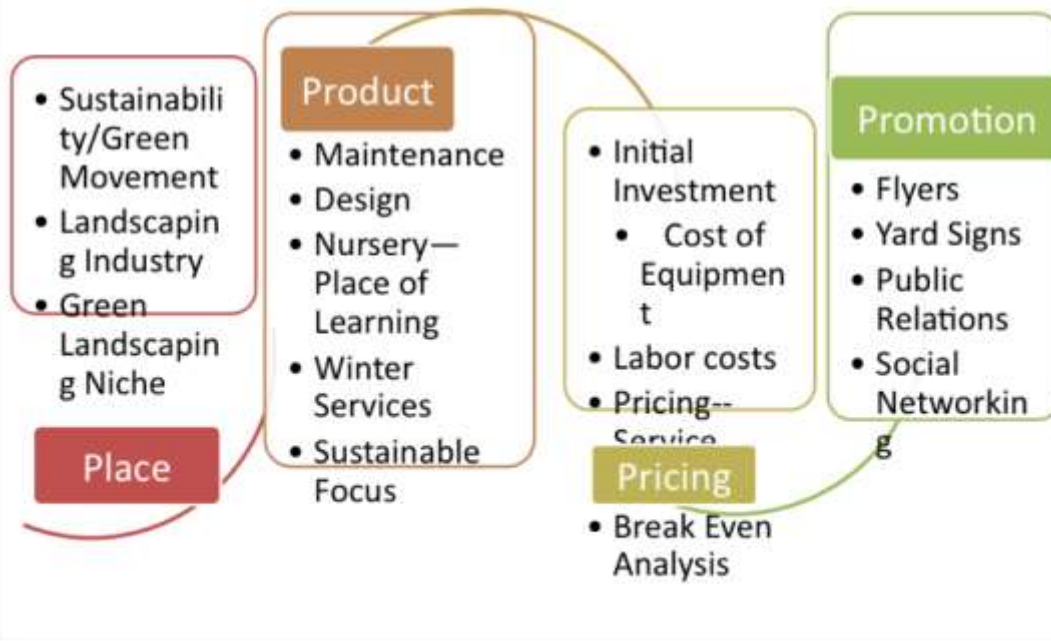 • Sustainabili
ty/Green
Movement
• Landscapin
g Industry
• Green
Landscapin
g Niche
Place
Product
• Maintenance
• Design
• Nursery—
Place of
Learning
• Winter
Services
• Sustainable
Focus
• Initial
Investment
• Cost of
Equipmen
t
• Labor costs
• Pricing--
Service
Pricing
• Break Even
Analysis
Promotion
• Flyers
• Yard Signs
• Public
Relations
• Social
Networkin
g